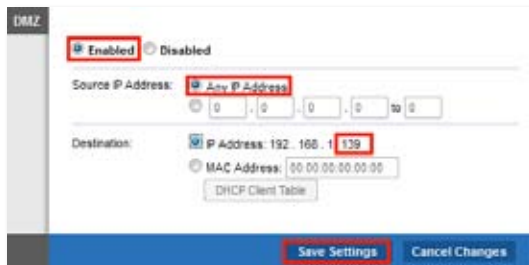 DMZ
Enabled Disabled
Source IP Address: Any IP Address
0 . 0 . 0 . 0 to 0
Destination: IP Address: 192 . 168 . 1 139
MAC Address: 00:00:00:00:00:00
DHCP Client Table
Save Settings Cancel Changes